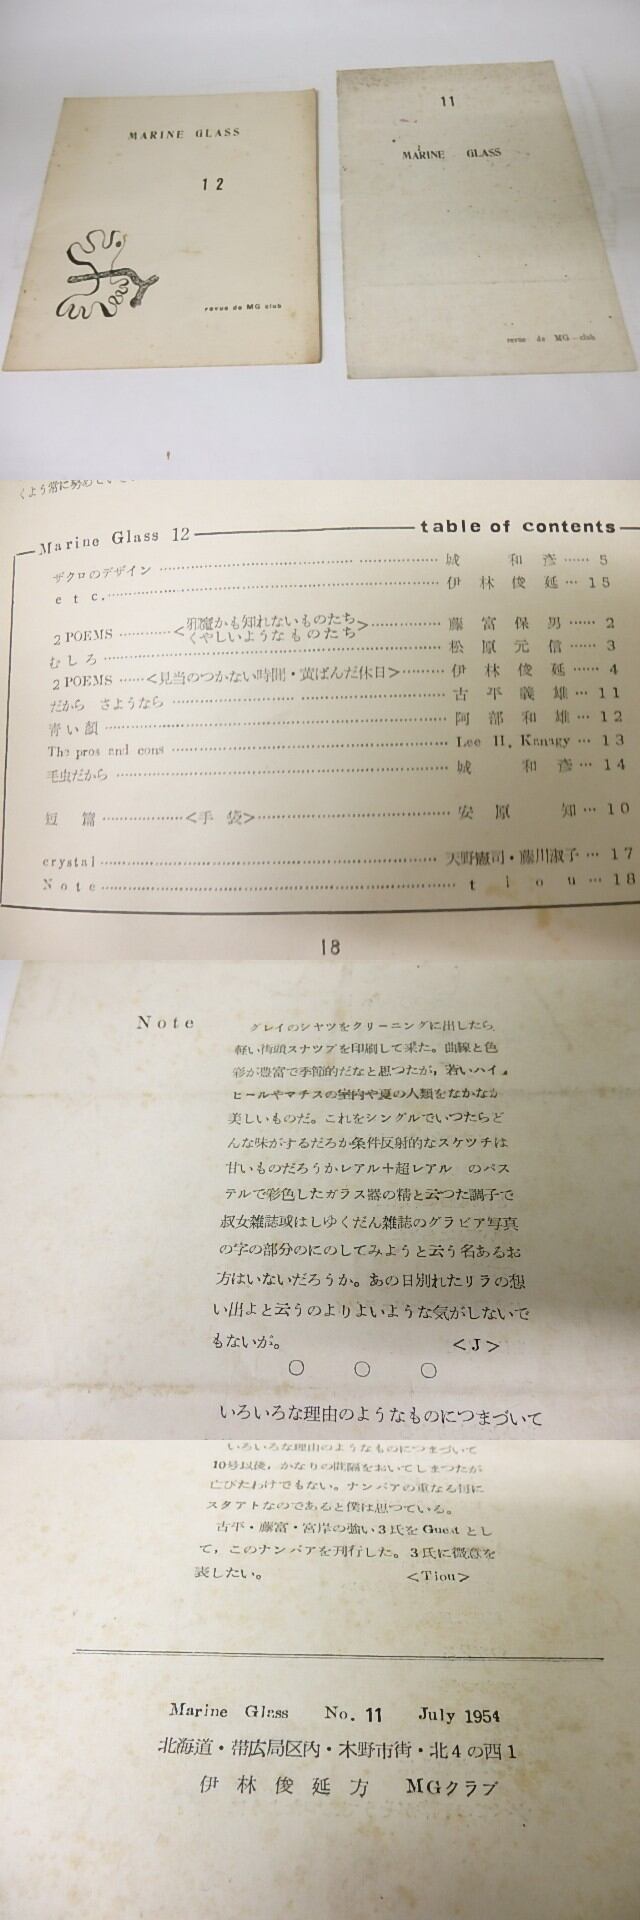 MARINE GLASS
12
revue de MG club
11
MARINE GLASS
revue de MG club
Marine Glass 12 table of contents
ザクロのデザイン 城 和彦 5
e t c. 伊林俊延 15
2 POEMS <邪魔かも知れないものたち
くやしいようなものたち> 藤富保男 2
むしろ 松原元信 3
2 POEMS <見当のつかない時間・黄ばんだ休日> 伊林俊延 4
だから さようなら 古平義雄 11
青い顔 阿部和雄 12
The pros and cons Lee H. Kanagy 13
毛虫だから 城 和彦 14
短 篇 <手 袋> 安原 知 10
crystal 天野憲司・藤川淑子 17
Note tiou 18
18
Note
グレイのシヤツをクリーニングに出したら
軽い街頭スナツプを印刷して来た。曲線と色
彩が豊富で季節的だなと思つたが，若いハイ
ヒールやマチスの室内や夏の人類をなかなか
美しいものだ。これをシングルでいつたらど
んな味がするだろか条件反射的なスケツチは
甘いものだろうかレアル＋超レアル のパス
テルで彩色したガラス器の精と云つた調子で
叔女雑誌或はしゆくだん雑誌のグラビア写真
の字の部分のにのしてみようと云う名あるお
方はいないだろうか。あの日別れたリラの想
い出よと云うのよりよいような気がしないで
もないが。 <J>
○ ○ ○
いろいろな理由のようなものにつまづいて
いろいろな理由のようなものにつまづいて
10号以後，かなりの間隔をおいてしまつたが
亡びたわけでもない。ナンバアの重なる毎に
スタアトなのであると僕は思つている。
古平・藤富・宮岸の強い3氏を Guest とし
て，このナンバアを刊行した。3氏に微意を
表したい。 <Tiou>
Marine Glass No. 11 July 1954
北海道・帯広局区内・木野市街・北4の西1
伊林俊延方 MGクラブ